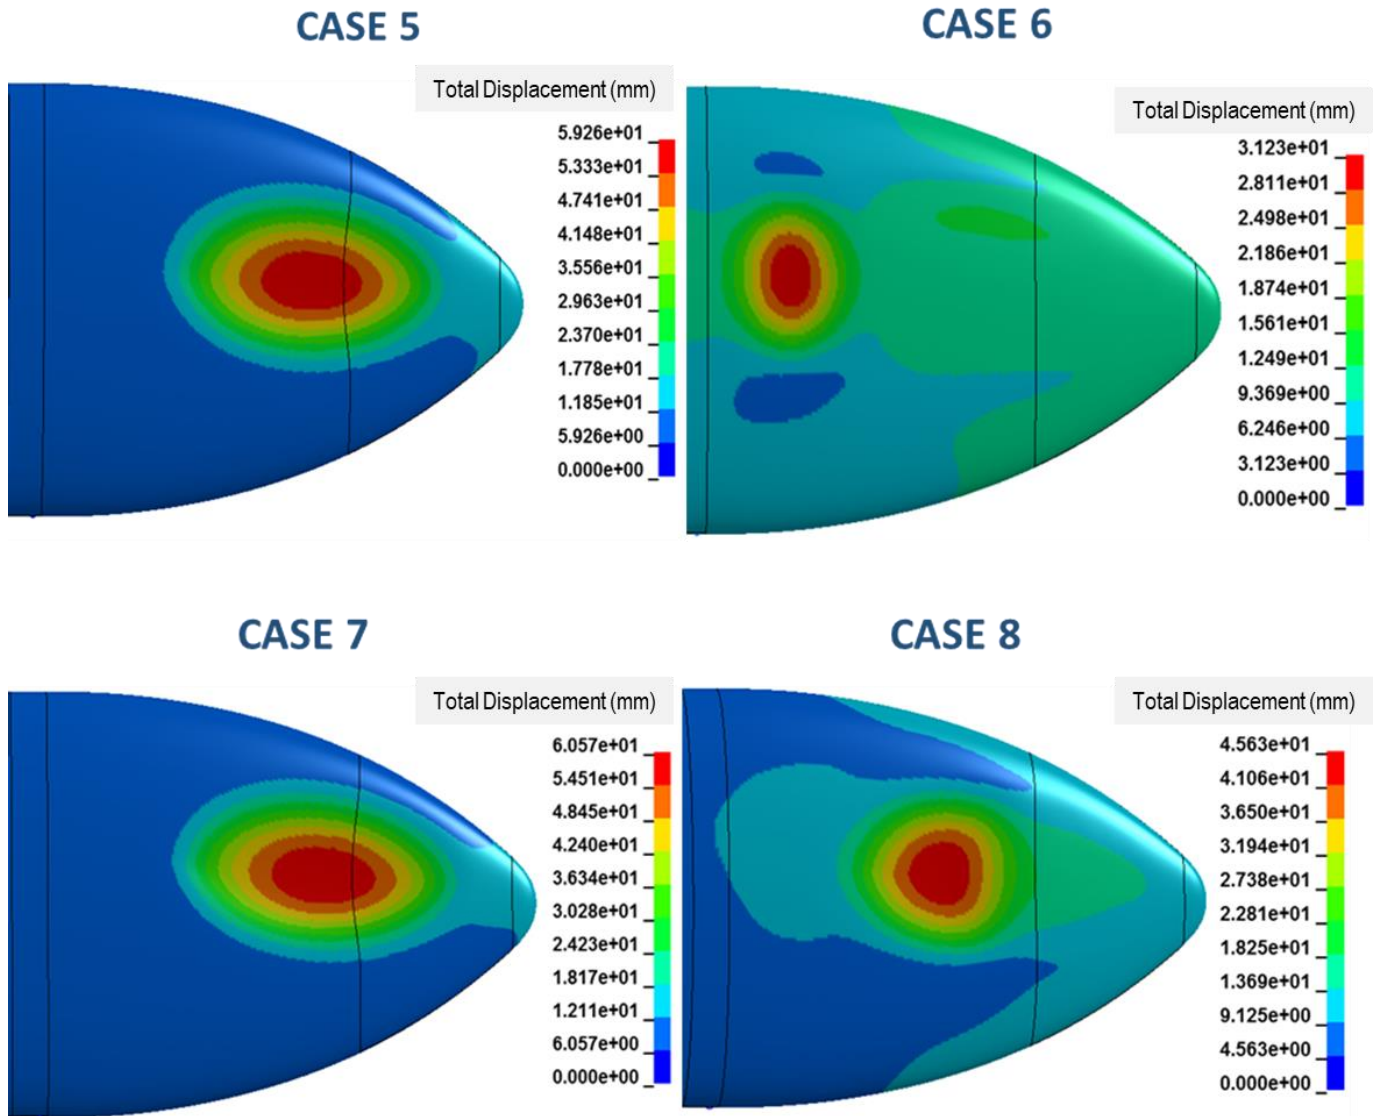 CASE 5
Total Displacement (mm)
5.926e+01
5.333e+01
4.741e+01
4.148e+01
3.556e+01
2.963e+01
2.370e+01
1.778e+01
1.185e+01
5.926e+00
0.000e+00
CASE 6
Total Displacement (mm)
3.123e+01
2.811e+01
2.498e+01
2.186e+01
1.874e+01
1.561e+01
1.249e+01
9.369e+00
6.246e+00
3.123e+00
0.000e+00
CASE 7
Total Displacement (mm)
6.057e+01
5.451e+01
4.845e+01
4.240e+01
3.634e+01
3.028e+01
2.423e+01
1.817e+01
1.211e+01
6.057e+00
0.000e+00
CASE 8
Total Displacement (mm)
4.563e+01
4.106e+01
3.650e+01
3.194e+01
2.738e+01
2.281e+01
1.825e+01
1.369e+01
9.125e+00
4.563e+00
0.000e+00